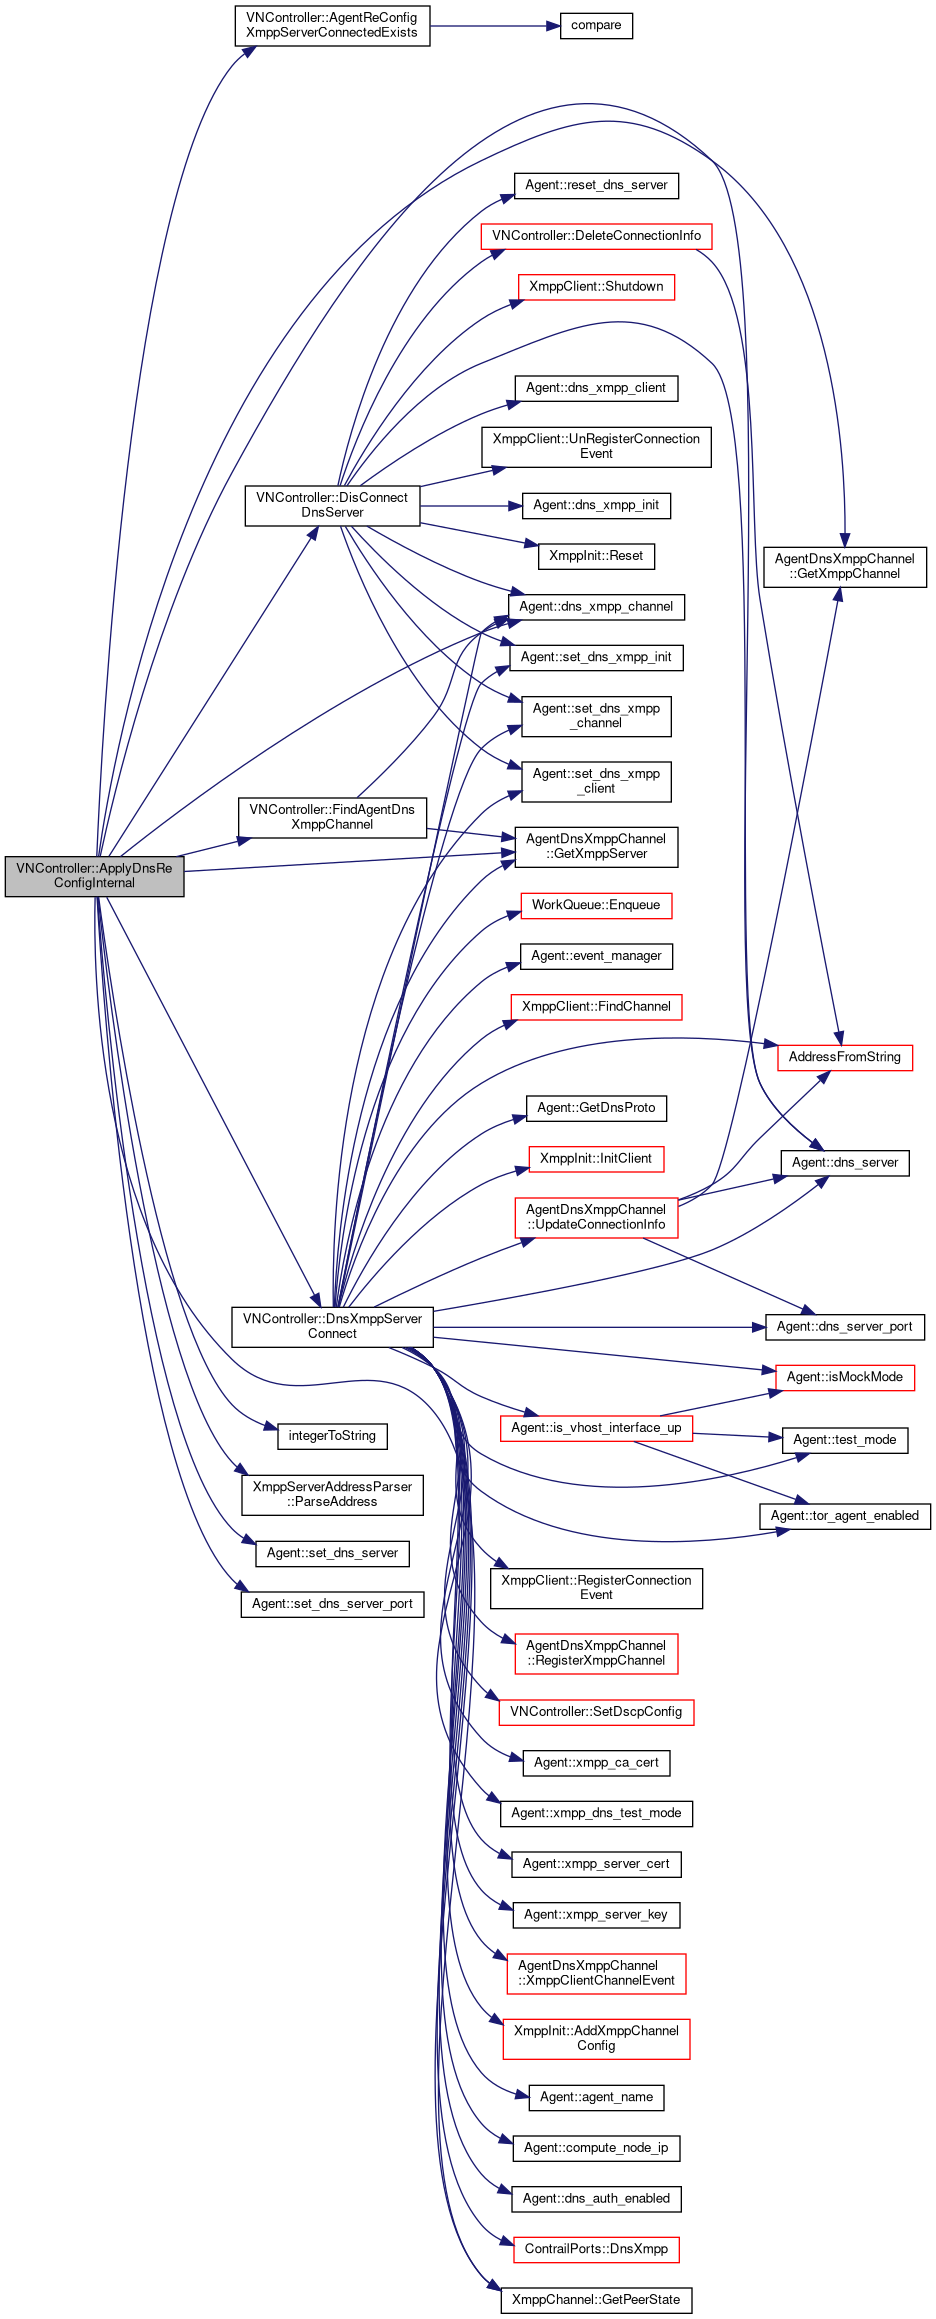 VNController::AgentReConfig
XmppServerConnectedExists
compare
Agent::reset_dns_server
VNController::DeleteConnectionInfo
XmppClient::Shutdown
Agent::dns_xmpp_client
XmppClient::UnRegisterConnection
Event
VNController::DisConnect
DnsServer
Agent::dns_xmpp_init
XmppInit::Reset
AgentDnsXmppChannel
::GetXmppChannel
Agent::dns_xmpp_channel
Agent::set_dns_xmpp_init
Agent::set_dns_xmpp
_channel
Agent::set_dns_xmpp
_client
VNController::FindAgentDns
XmppChannel
AgentDnsXmppChannel
::GetXmppServer
VNController::ApplyDnsRe
ConfigInternal
WorkQueue::Enqueue
Agent::event_manager
XmppClient::FindChannel
AddressFromString
Agent::GetDnsProto
XmppInit::InitClient
Agent::dns_server
AgentDnsXmppChannel
::UpdateConnectionInfo
VNController::DnsXmppServer
Connect
Agent::dns_server_port
Agent::isMockMode
Agent::is_vhost_interface_up
integerToString
Agent::test_mode
XmppServerAddressParser
::ParseAddress
Agent::tor_agent_enabled
Agent::set_dns_server
XmppClient::RegisterConnection
Event
Agent::set_dns_server_port
AgentDnsXmppChannel
::RegisterXmppChannel
VNController::SetDscpConfig
Agent::xmpp_ca_cert
Agent::xmpp_dns_test_mode
Agent::xmpp_server_cert
Agent::xmpp_server_key
AgentDnsXmppChannel
::XmppClientChannelEvent
XmppInit::AddXmppChannel
Config
Agent::agent_name
Agent::compute_node_ip
Agent::dns_auth_enabled
ContrailPorts::DnsXmpp
XmppChannel::GetPeerState